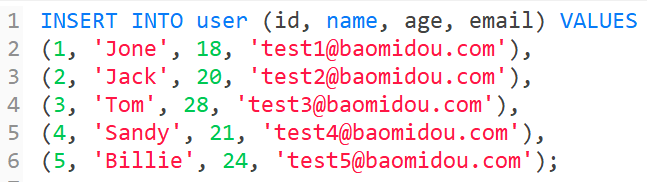 1 INSERT INTO user (id, name, age, email) VALUES
2 (1, 'Jone', 18, 'test1@baomidou.com'),
3 (2, 'Jack', 20, 'test2@baomidou.com'),
4 (3, 'Tom', 28, 'test3@baomidou.com'),
5 (4, 'Sandy', 21, 'test4@baomidou.com'),
6 (5, 'Billie', 24, 'test5@baomidou.com');